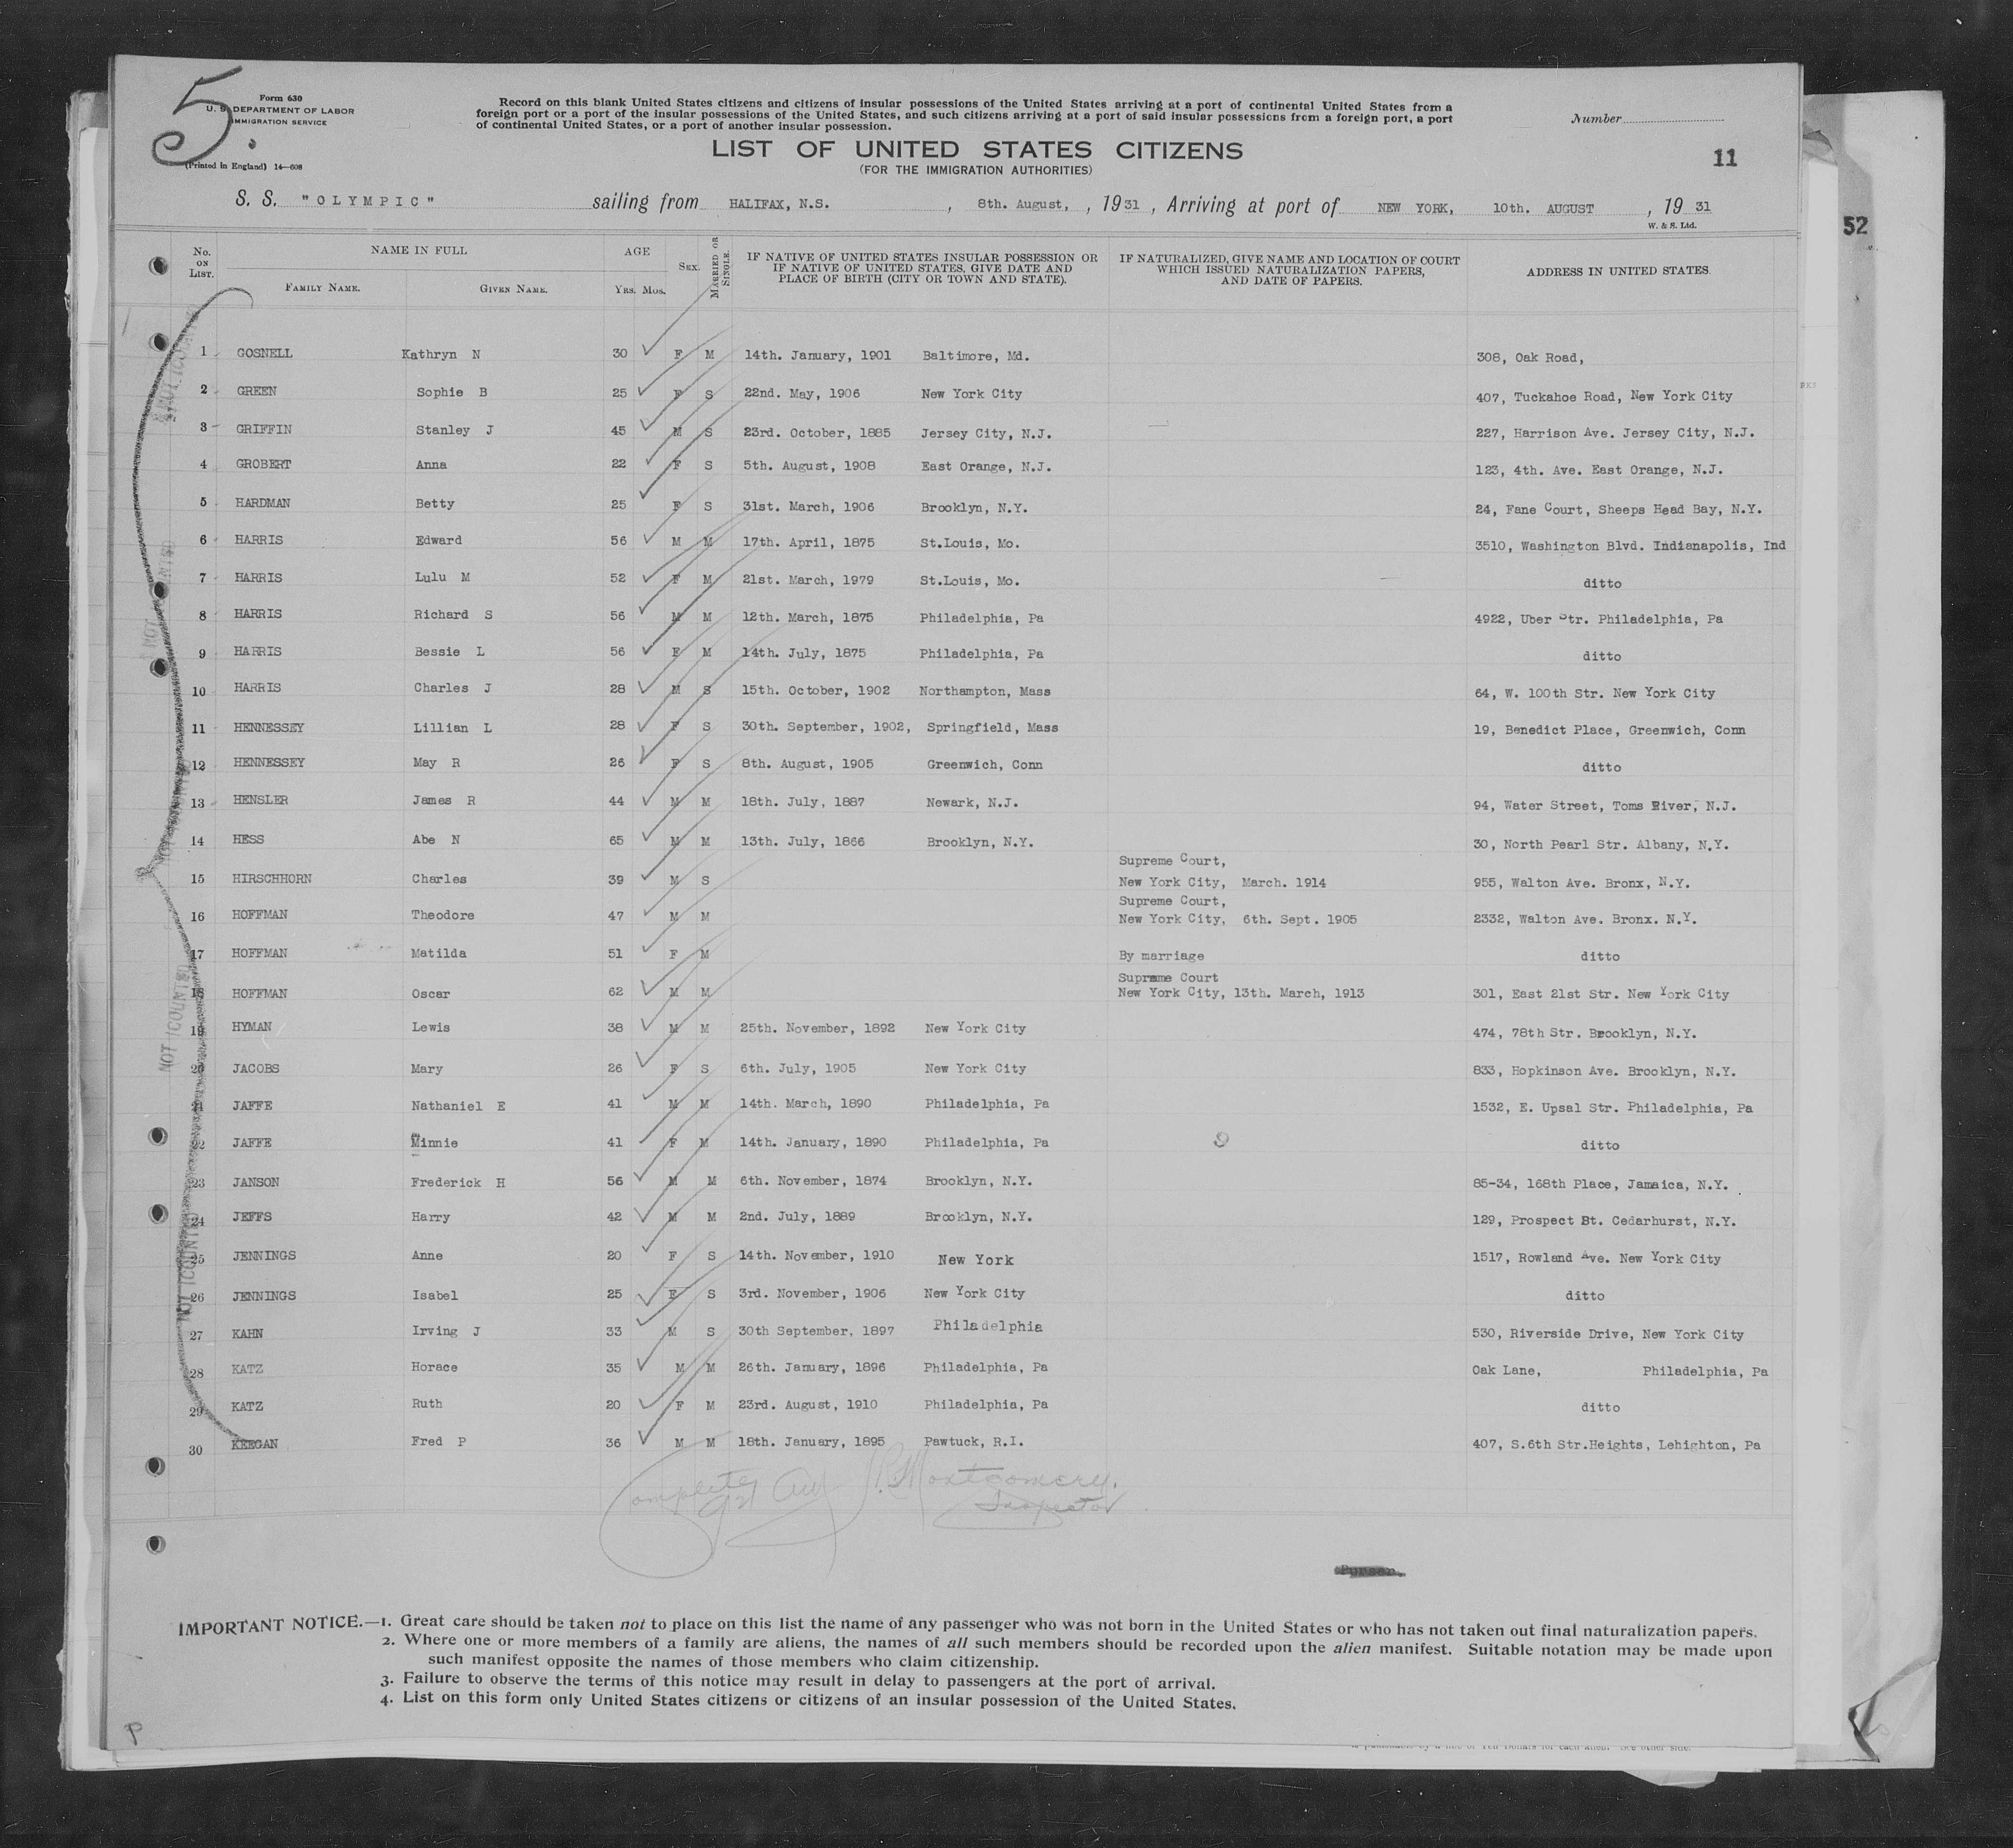 5.
Form 630
U. S. DEPARTMENT OF LABOR
IMMIGRATION SERVICE
(Printed in England) 14—608
Record on this blank United States citizens and citizens of insular possessions of the United States arriving at a port of continental United States from a
foreign port or a port of the insular possessions of the United States, and such citizens arriving at a port of said insular possessions from a foreign port, a port
of continental United States, or a port of another insular possession.
Number
LIST OF UNITED STATES CITIZENS
(FOR THE IMMIGRATION AUTHORITIES)
11
S. S. "OLYMPIC" sailing from HALIFAX, N.S. , 8th. August, , 1931 , Arriving at port of NEW YORK, 10th. AUGUST , 19 31
W. & S. Ltd.
52
No. ON LIST. NAME IN FULL FAMILY NAME. GIVEN NAME. AGE YRS. MOS. SEX. MARRIED OR SINGLE. IF NATIVE OF UNITED STATES INSULAR POSSESSION OR IF NATIVE OF UNITED STATES, GIVE DATE AND PLACE OF BIRTH (CITY OR TOWN AND STATE). IF NATURALIZED, GIVE NAME AND LOCATION OF COURT WHICH ISSUED NATURALIZATION PAPERS, AND DATE OF PAPERS. ADDRESS IN UNITED STATES.
1 GOSNELL Kathryn N 30 F M 14th. January, 1901 Baltimore, Md. 308, Oak Road,
2 GREEN Sophie B 25 F S 22nd. May, 1906 New York City 407, Tuckahoe Road, New York City
3 GRIFFIN Stanley J 45 M S 23rd. October, 1885 Jersey City, N.J. 227, Harrison Ave. Jersey City, N.J.
4 GROBERT Anna 22 F S 5th. August, 1908 East Orange, N.J. 123, 4th. Ave. East Orange, N.J.
5 HARDMAN Betty 25 F S 31st. March, 1906 Brooklyn, N.Y. 24, Fane Court, Sheeps Head Bay, N.Y.
6 HARRIS Edward 56 M M 17th. April, 1875 St.Louis, Mo. 3510, Washington Blvd. Indianapolis, Ind
7 HARRIS Lulu M 52 F M 21st. March, 1979 St.Louis, Mo. ditto
8 HARRIS Richard S 56 M M 12th. March, 1875 Philadelphia, Pa 4922, Uber Str. Philadelphia, Pa
9 HARRIS Bessie L 56 F M 14th. July, 1875 Philadelphia, Pa ditto
10 HARRIS Charles J 28 M S 15th. October, 1902 Northampton, Mass 64, W. 100th Str. New York City
11 HENNESSEY Lillian L 28 F S 30th. September, 1902, Springfield, Mass 19, Benedict Place, Greenwich, Conn
12 HENNESSEY May R 26 F S 8th. August, 1905 Greenwich, Conn ditto
13 HENSLER James R 44 M M 18th. July, 1887 Newark, N.J. 94, Water Street, Toms River, N.J.
14 HESS Abe N 65 M M 13th. July, 1866 Brooklyn, N.Y. 30, North Pearl Str. Albany, N.Y.
Supreme Court,
15 HIRSCHHORN Charles 39 M S New York City, March. 1914 955, Walton Ave. Bronx, N.Y.
Supreme Court,
16 HOFFMAN Theodore 47 M M New York City, 6th. Sept. 1905 2332, Walton Ave. Bronx. N.Y.
17 HOFFMAN Matilda 51 F M By marriage ditto
Supreme Court
18 HOFFMAN Oscar 62 M M New York City, 13th. March, 1913 301, East 21st Str. New York City
19 HYMAN Lewis 38 M M 25th. November, 1892 New York City 474, 78th Str. Brooklyn, N.Y.
20 JACOBS Mary 26 F S 6th. July, 1905 New York City 833, Hopkinson Ave. Brooklyn, N.Y.
21 JAFFE Nathaniel E 41 M M 14th. March, 1890 Philadelphia, Pa 1532, E. Upsal Str. Philadelphia, Pa
22 JAFFE Minnie 41 F M 14th. January, 1890 Philadelphia, Pa ditto
23 JANSON Frederick H 56 M M 6th. November, 1874 Brooklyn, N.Y. 85-34, 168th Place, Jamaica, N.Y.
24 JEFFS Harry 42 M M 2nd. July, 1889 Brooklyn, N.Y. 129, Prospect Bt. Cedarhurst, N.Y.
25 JENNINGS Anne 20 F S 14th. November, 1910 New York 1517, Rowland Ave. New York City
26 JENNINGS Isabel 25 F S 3rd. November, 1906 New York City ditto
27 KAHN Irving J 33 M S 30th September, 1897 Philadelphia 530, Riverside Drive, New York City
28 KATZ Horace 35 M M 26th. January, 1896 Philadelphia, Pa Oak Lane, Philadelphia, Pa
29 KATZ Ruth 20 F M 23rd. August, 1910 Philadelphia, Pa ditto
30 KEEGAN Fred P 36 M M 18th. January, 1895 Pawtuck, R.I. 407, S.6th Str.Heights, Lehighton, Pa
NOT COUNTED
NOT COUNTED
NOT COUNTED
NOT COUNTED
Montgomery.
Inspector
Purser.
IMPORTANT NOTICE.—1. Great care should be taken not to place on this list the name of any passenger who was not born in the United States or who has not taken out final naturalization papers.
2. Where one or more members of a family are aliens, the names of all such members should be recorded upon the alien manifest. Suitable notation may be made upon
such manifest opposite the names of those members who claim citizenship.
3. Failure to observe the terms of this notice may result in delay to passengers at the port of arrival.
4. List on this form only United States citizens or citizens of an insular possession of the United States.
P